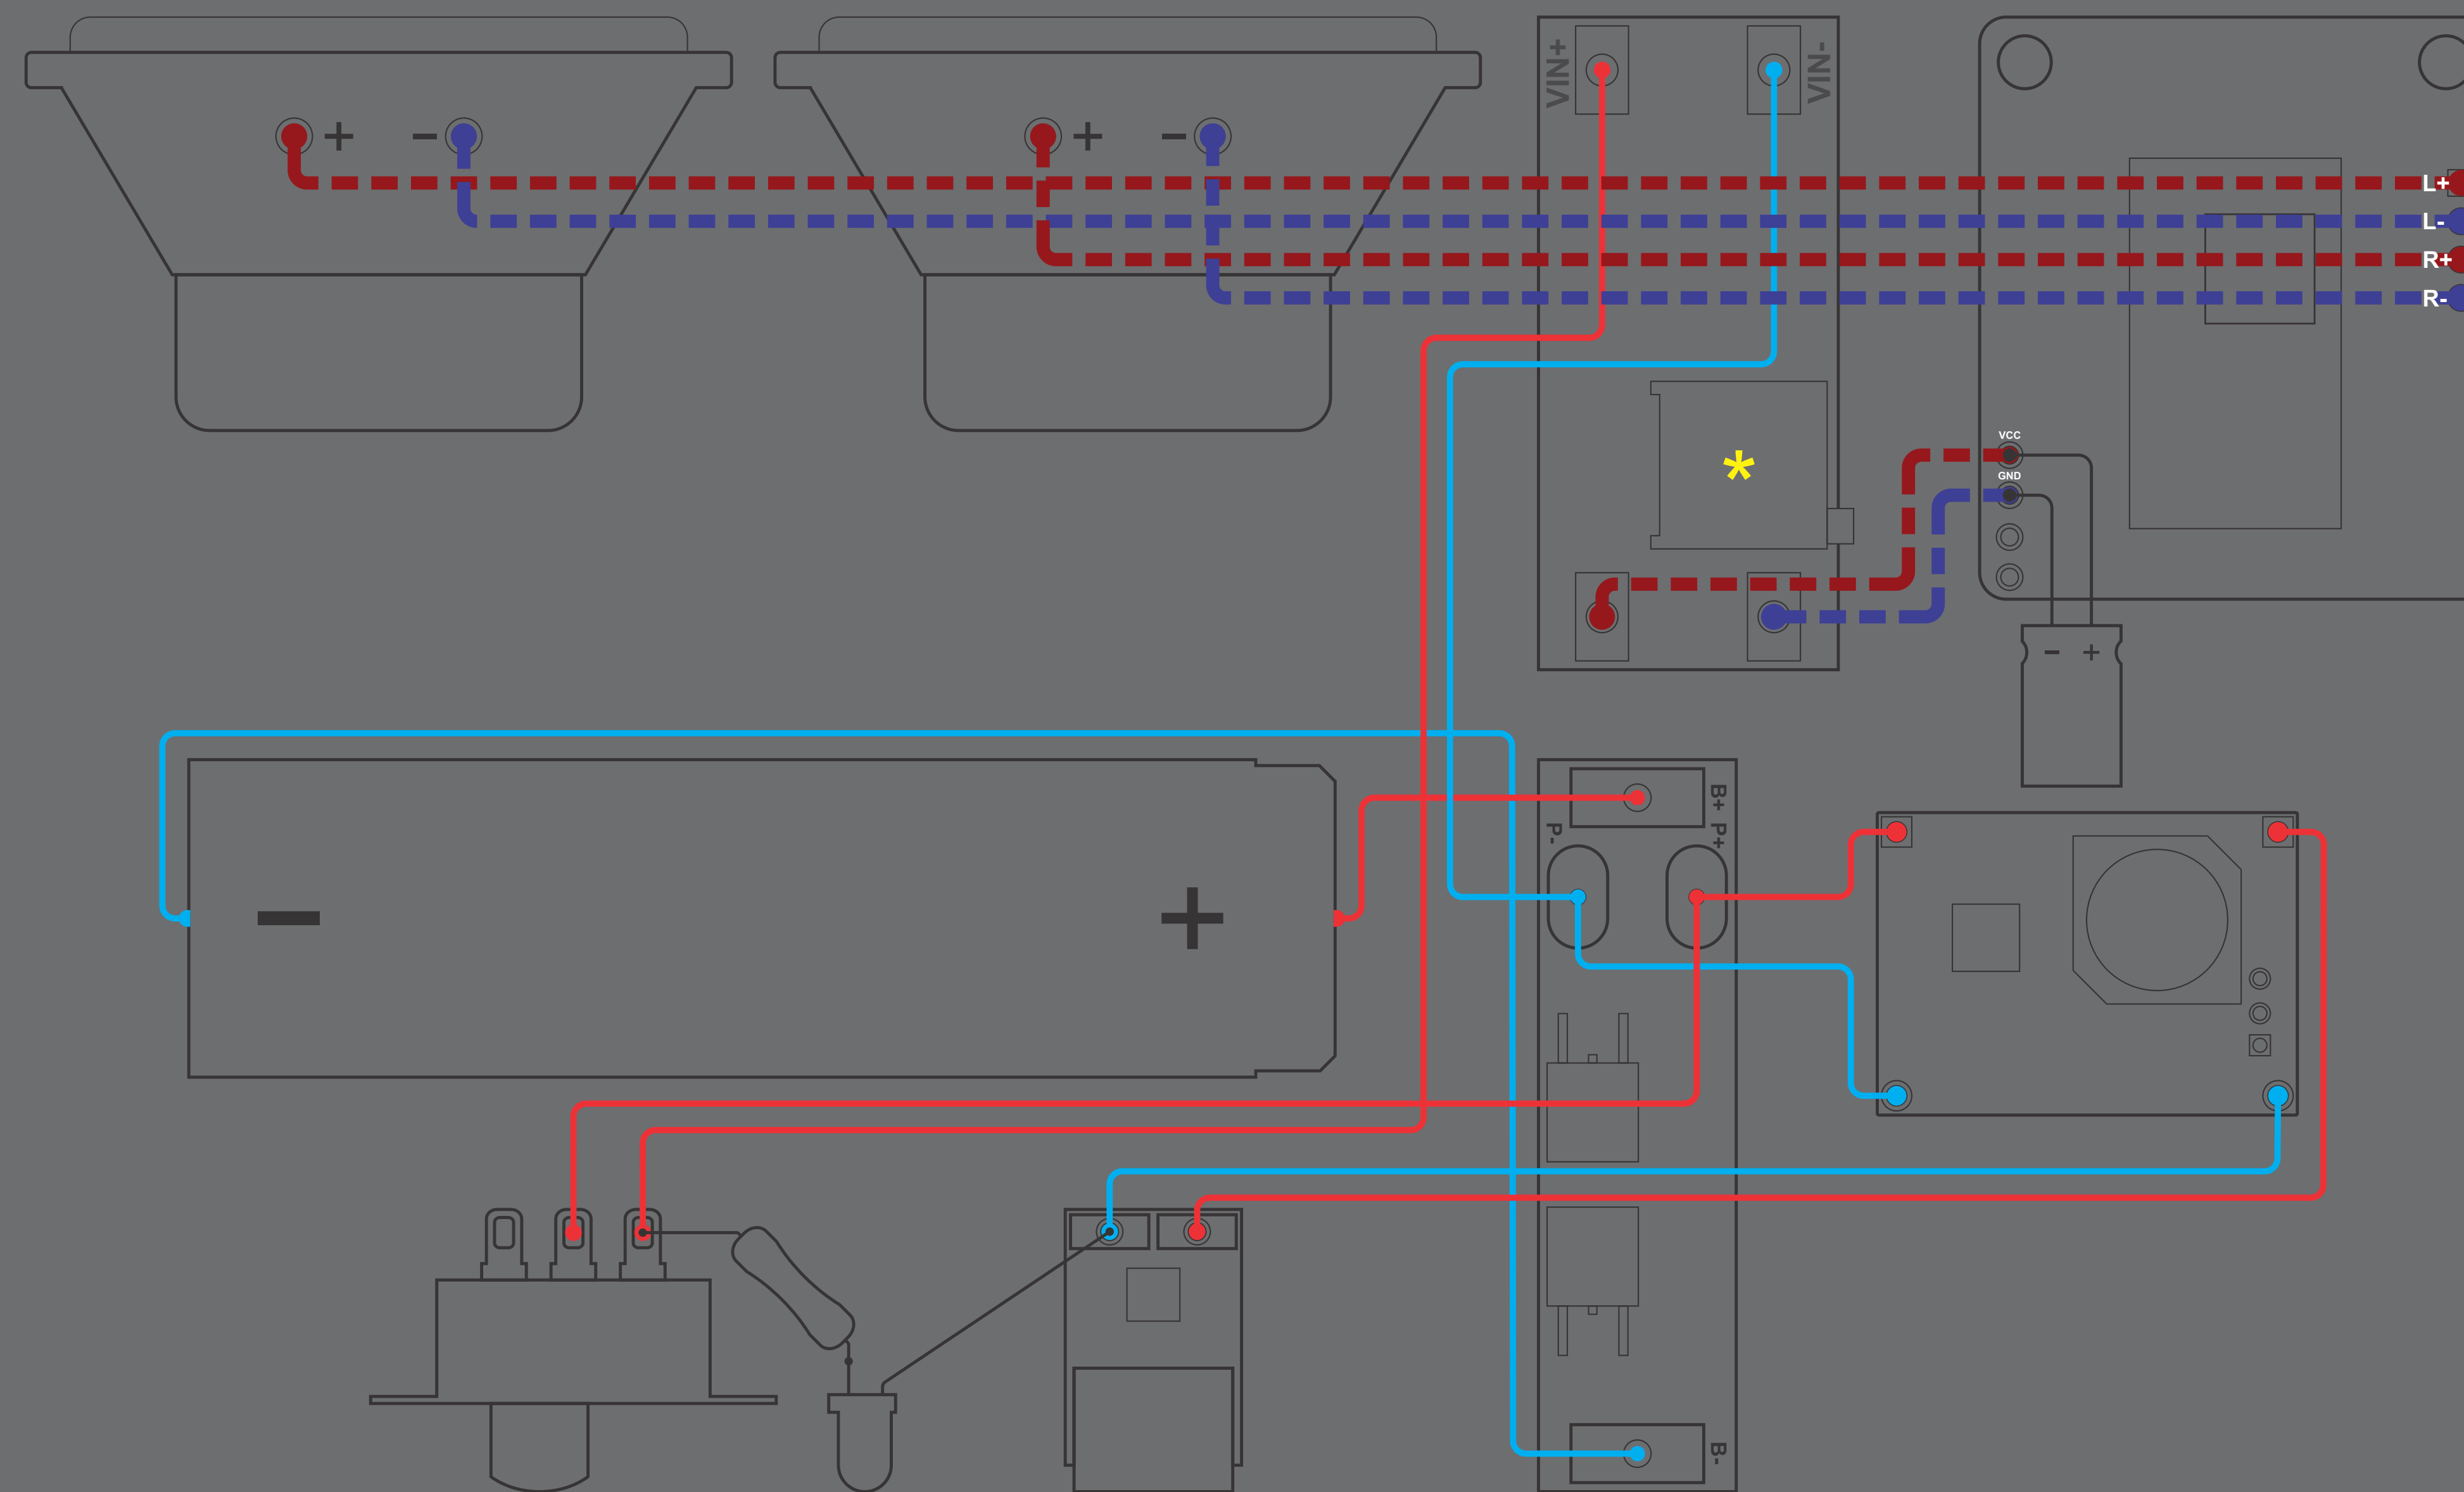 + −
+ −
VIN+
VIN-
L+
L-
R+
R-
VCC
GND
*
− +
− +
B+
P- P+
B-